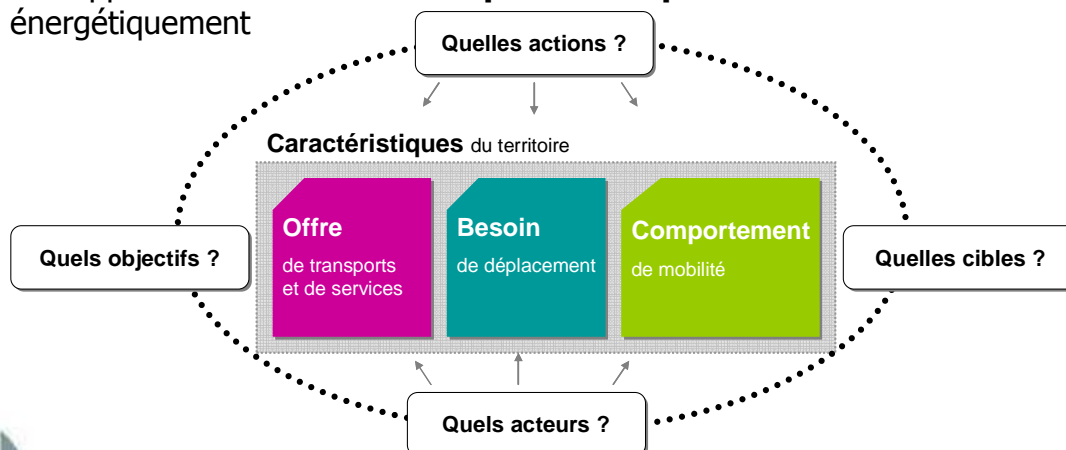 énergétiquement
Quelles actions ?
Caractéristiques du territoire
Offre
de transports
et de services
Besoin
de déplacement
Comportement
de mobilité
Quels objectifs ?
Quelles cibles ?
Quels acteurs ?